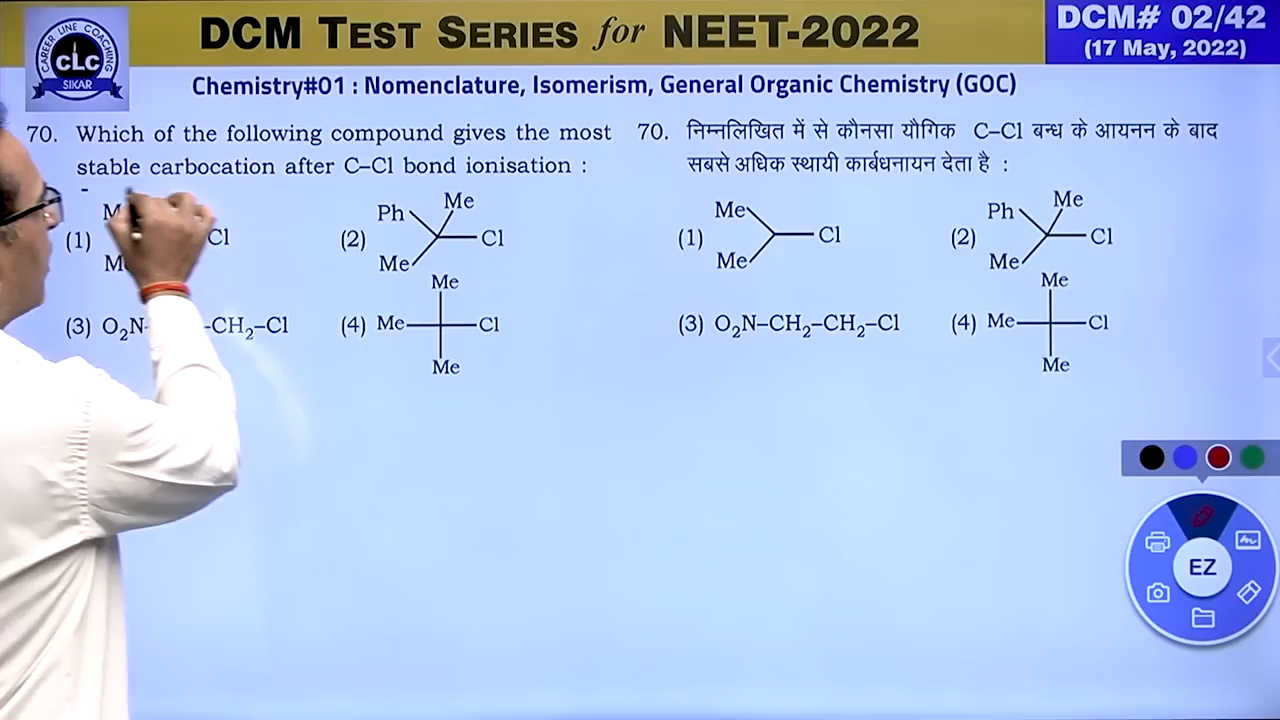 CAREER LINE COACHING
CLC
SIKAR
DCM TEST SERIES for NEET-2022
DCM# 02/42
(17 May, 2022)
Chemistry#01 : Nomenclature, Isomerism, General Organic Chemistry (GOC)
70. Which of the following compound gives the most
stable carbocation after C–Cl bond ionisation :
(1) Cl
(2) Ph Me Me Cl
(3) O₂N- -CH₂–Cl
(4) Me Me Cl Me
70. निम्नलिखित में से कौनसा यौगिक C–Cl बन्ध के आयनन के बाद
सबसे अधिक स्थायी कार्बधनायन देता है :
(1) Me Me Cl
(2) Ph Me Me Cl
(3) O₂N–CH₂–CH₂–Cl
(4) Me Me Cl Me
EZ